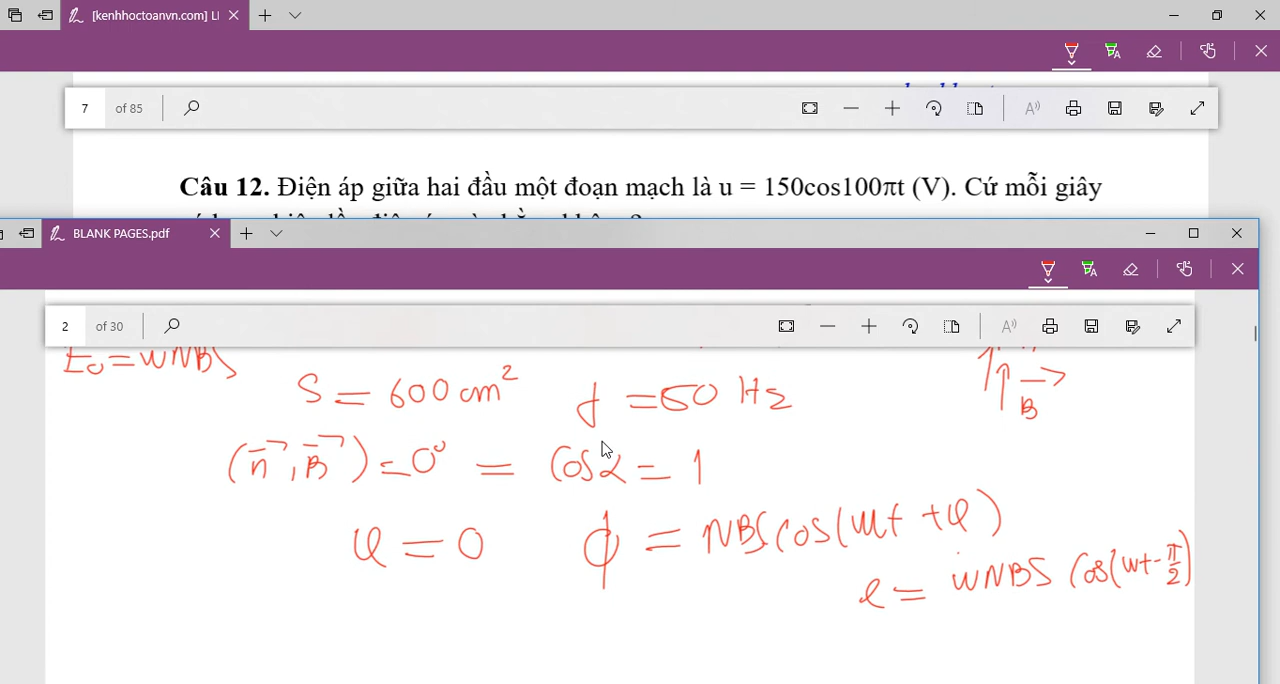 [kenhhoctoanvn.com] LI
7 of 85
Câu 12. Điện áp giữa hai đầu một đoạn mạch là u = 150cos100πt (V). Cứ mỗi giây
BLANK PAGES.pdf
2 of 30
E₀ = ωNBS
S = 600 cm² f = 50 Hz
B⃗
(n⃗, B⃗) = 0° = cosα = 1
φ = 0 ϕ = NBS cos(ωt + φ)
e = ωNBS cos(ωt - π/2)